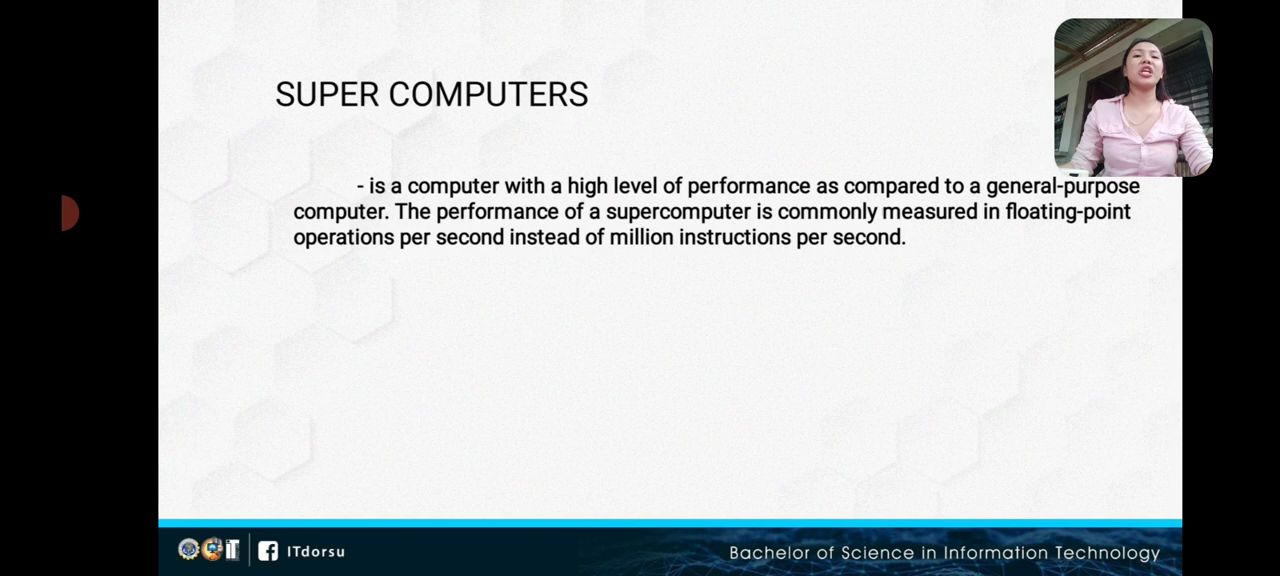 SUPER COMPUTERS
- is a computer with a high level of performance as compared to a general-purpose
computer. The performance of a supercomputer is commonly measured in floating-point
operations per second instead of million instructions per second.
ITdorsu
Bachelor of Science in Information Technology